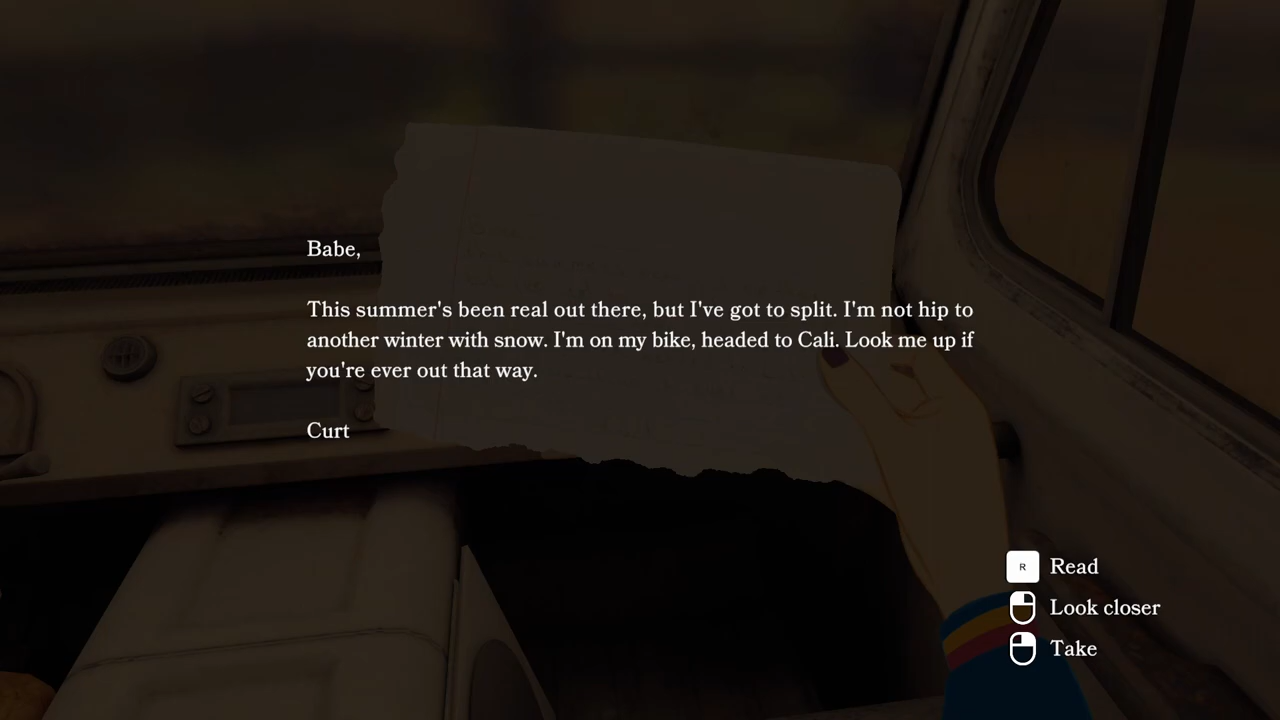 Babe,
This summer's been real out there, but I've got to split. I'm not hip to
another winter with snow. I'm on my bike, headed to Cali. Look me up if
you're ever out that way.
Curt
R Read
Look closer
Take